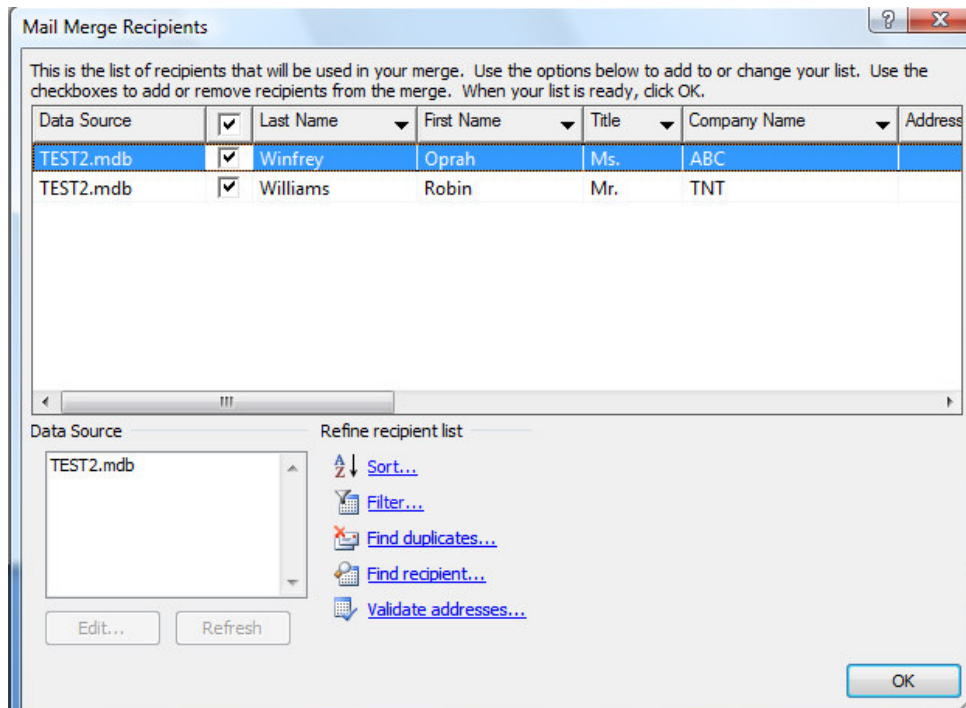 Mail Merge Recipients
This is the list of recipients that will be used in your merge. Use the options below to add to or change your list. Use the
checkboxes to add or remove recipients from the merge. When your list is ready, click OK.
Data Source Last Name First Name Title Company Name Address
TEST2.mdb Winfrey Oprah Ms. ABC
TEST2.mdb Williams Robin Mr. TNT
Data Source Refine recipient list
TEST2.mdb
Sort...
Filter...
Find duplicates...
Find recipient...
Validate addresses...
Edit... Refresh
OK